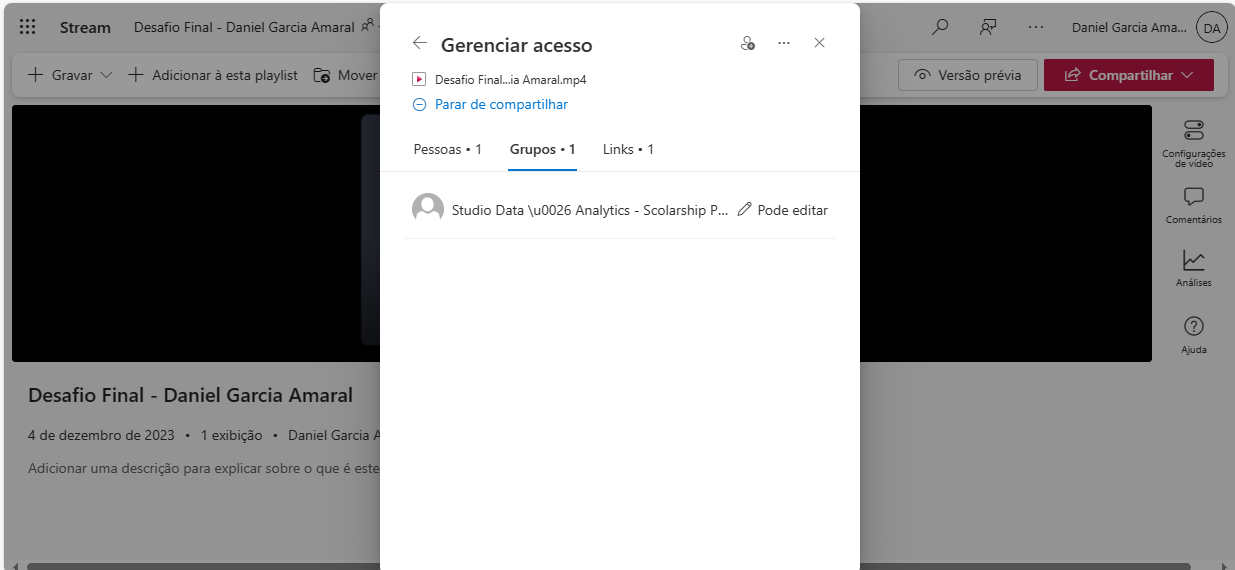 Stream
Desafio Final - Daniel Garcia Amaral
Daniel Garcia Ama...
DA
Gravar
Adicionar à esta playlist
Mover
Versão prévia
Compartilhar
Gerenciar acesso
Desafio Final...ia Amaral.mp4
Parar de compartilhar
Pessoas • 1
Grupos • 1
Links • 1
Studio Data \u0026 Analytics - Scolarship P...
Pode editar
Configurações
de vídeo
Comentários
Análises
Ajuda
Desafio Final - Daniel Garcia Amaral
4 de dezembro de 2023 • 1 exibição • Daniel Garcia A
Adicionar uma descrição para explicar sobre o que é este